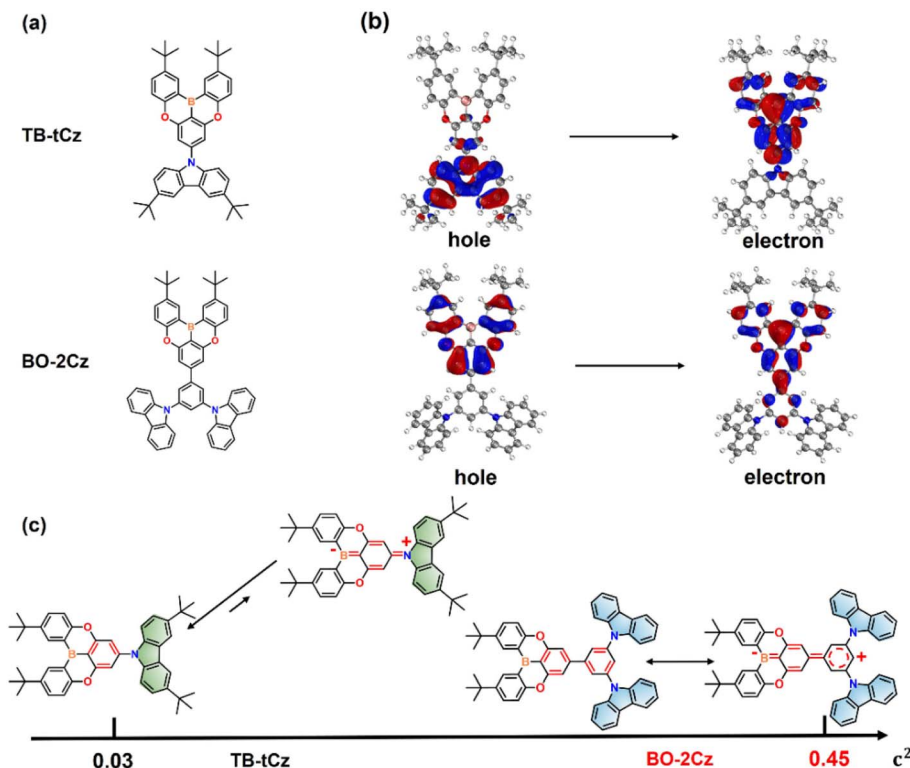 (a)
(b)
TB-tCz
B
O O
N
hole
electron
BO-2Cz
B
O O
N N
hole
electron
(c)
O
B
O
N
- +
O
B
O
N
O
B
O
N
N
- +
O
B
O
N
N
0.03 TB-tCz BO-2Cz 0.45 c²